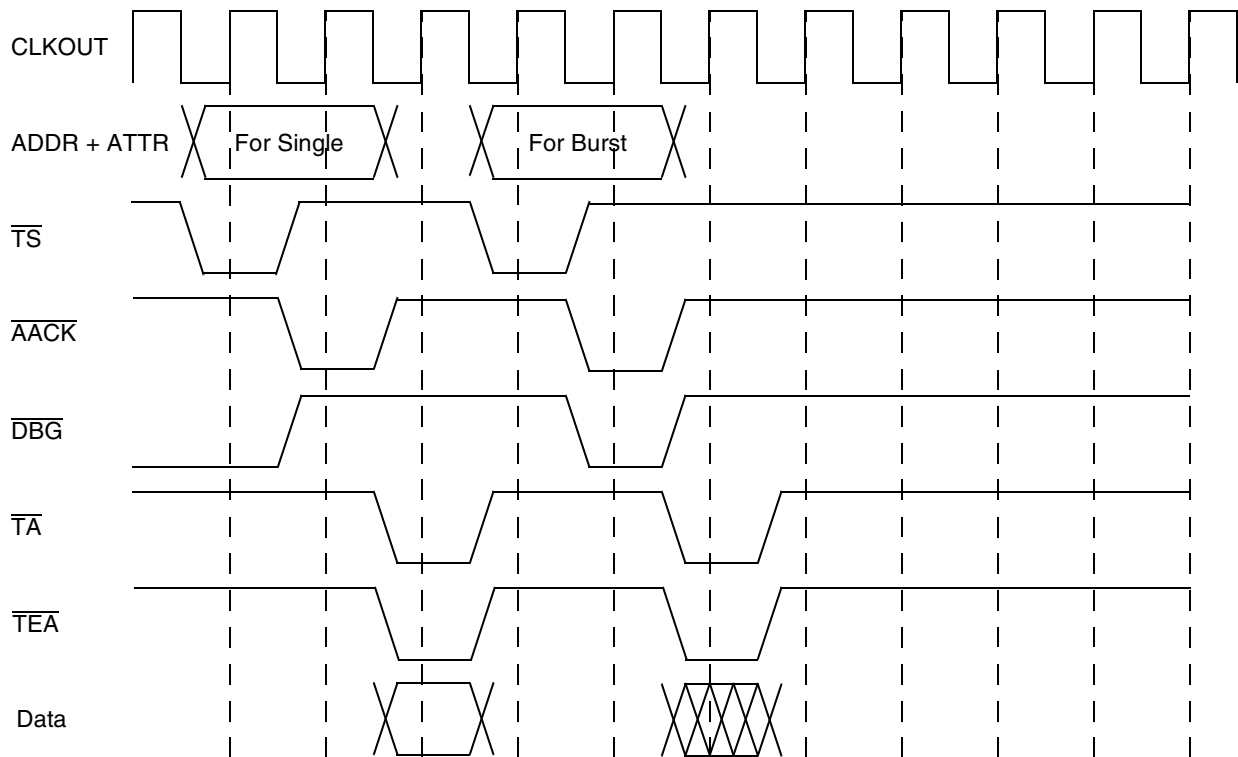 CLKOUT
ADDR + ATTR For Single For Burst
TS
AACK
DBG
TA
TEA
Data